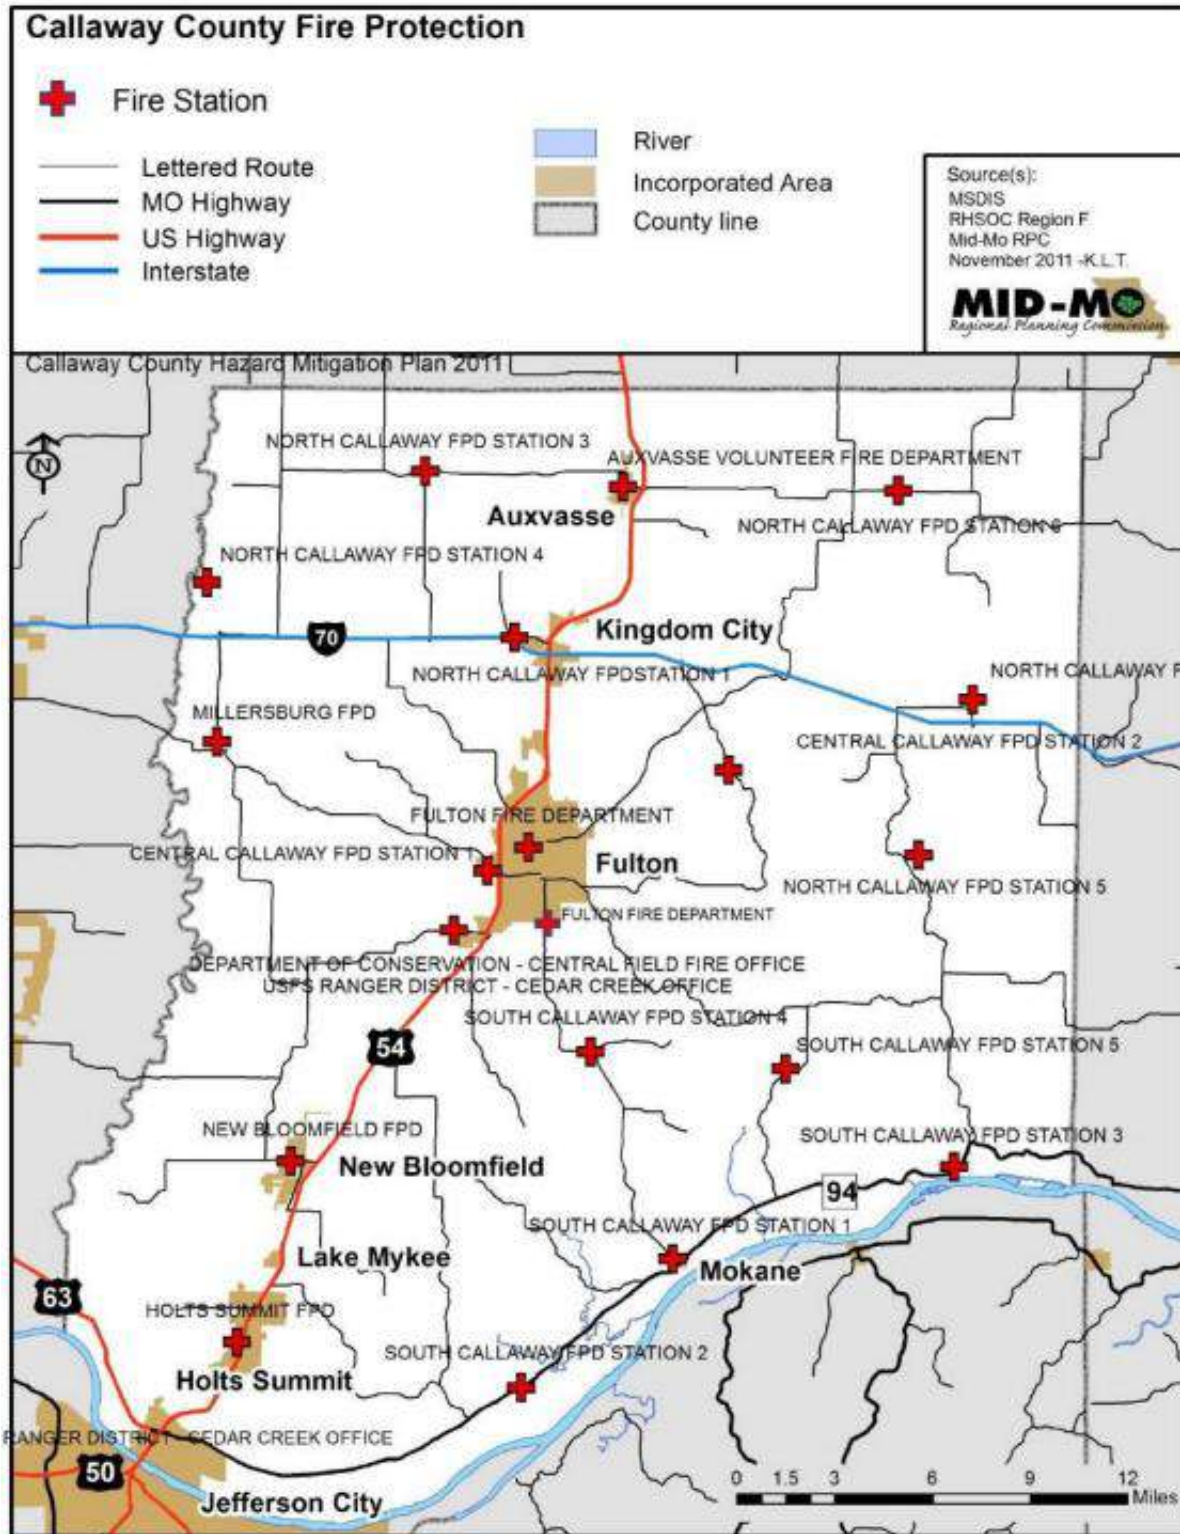 Callaway County Fire Protection
Fire Station
Lettered Route
MO Highway
US Highway
Interstate
River
Incorporated Area
County line
Source(s):
MSDIS
RHSOC Region F
Mid-Mo RPC
November 2011 -K.L.T.
MID-MO
Regional Planning Commission
Callaway County Hazard Mitigation Plan 2011
N
NORTH CALLAWAY FPD STATION 3
AUXVASSE VOLUNTEER FIRE DEPARTMENT
Auxvasse
NORTH CALLAWAY FPD STATION 6
NORTH CALLAWAY FPD STATION 4
70
Kingdom City
NORTH CALLAWAY FPDSTATION 1
NORTH CALLAWAY F
MILLERSBURG FPD
CENTRAL CALLAWAY FPD STATION 2
FULTON FIRE DEPARTMENT
CENTRAL CALLAWAY FPD STATION 1
Fulton
NORTH CALLAWAY FPD STATION 5
FULTON FIRE DEPARTMENT
DEPARTMENT OF CONSERVATION - CENTRAL FIELD FIRE OFFICE
USFS RANGER DISTRICT - CEDAR CREEK OFFICE
SOUTH CALLAWAY FPD STATION 4
54
SOUTH CALLAWAY FPD STATION 5
NEW BLOOMFIELD FPD
SOUTH CALLAWAY FPD STATION 3
New Bloomfield
94
SOUTH CALLAWAY FPD STATION 1
Lake Mykee
Mokane
63
HOLTS SUMMIT FPD
SOUTH CALLAWAY FPD STATION 2
Holts Summit
RANGER DISTRICT - CEDAR CREEK OFFICE
50
Jefferson City
0 1.5 3 6 9 12
Miles